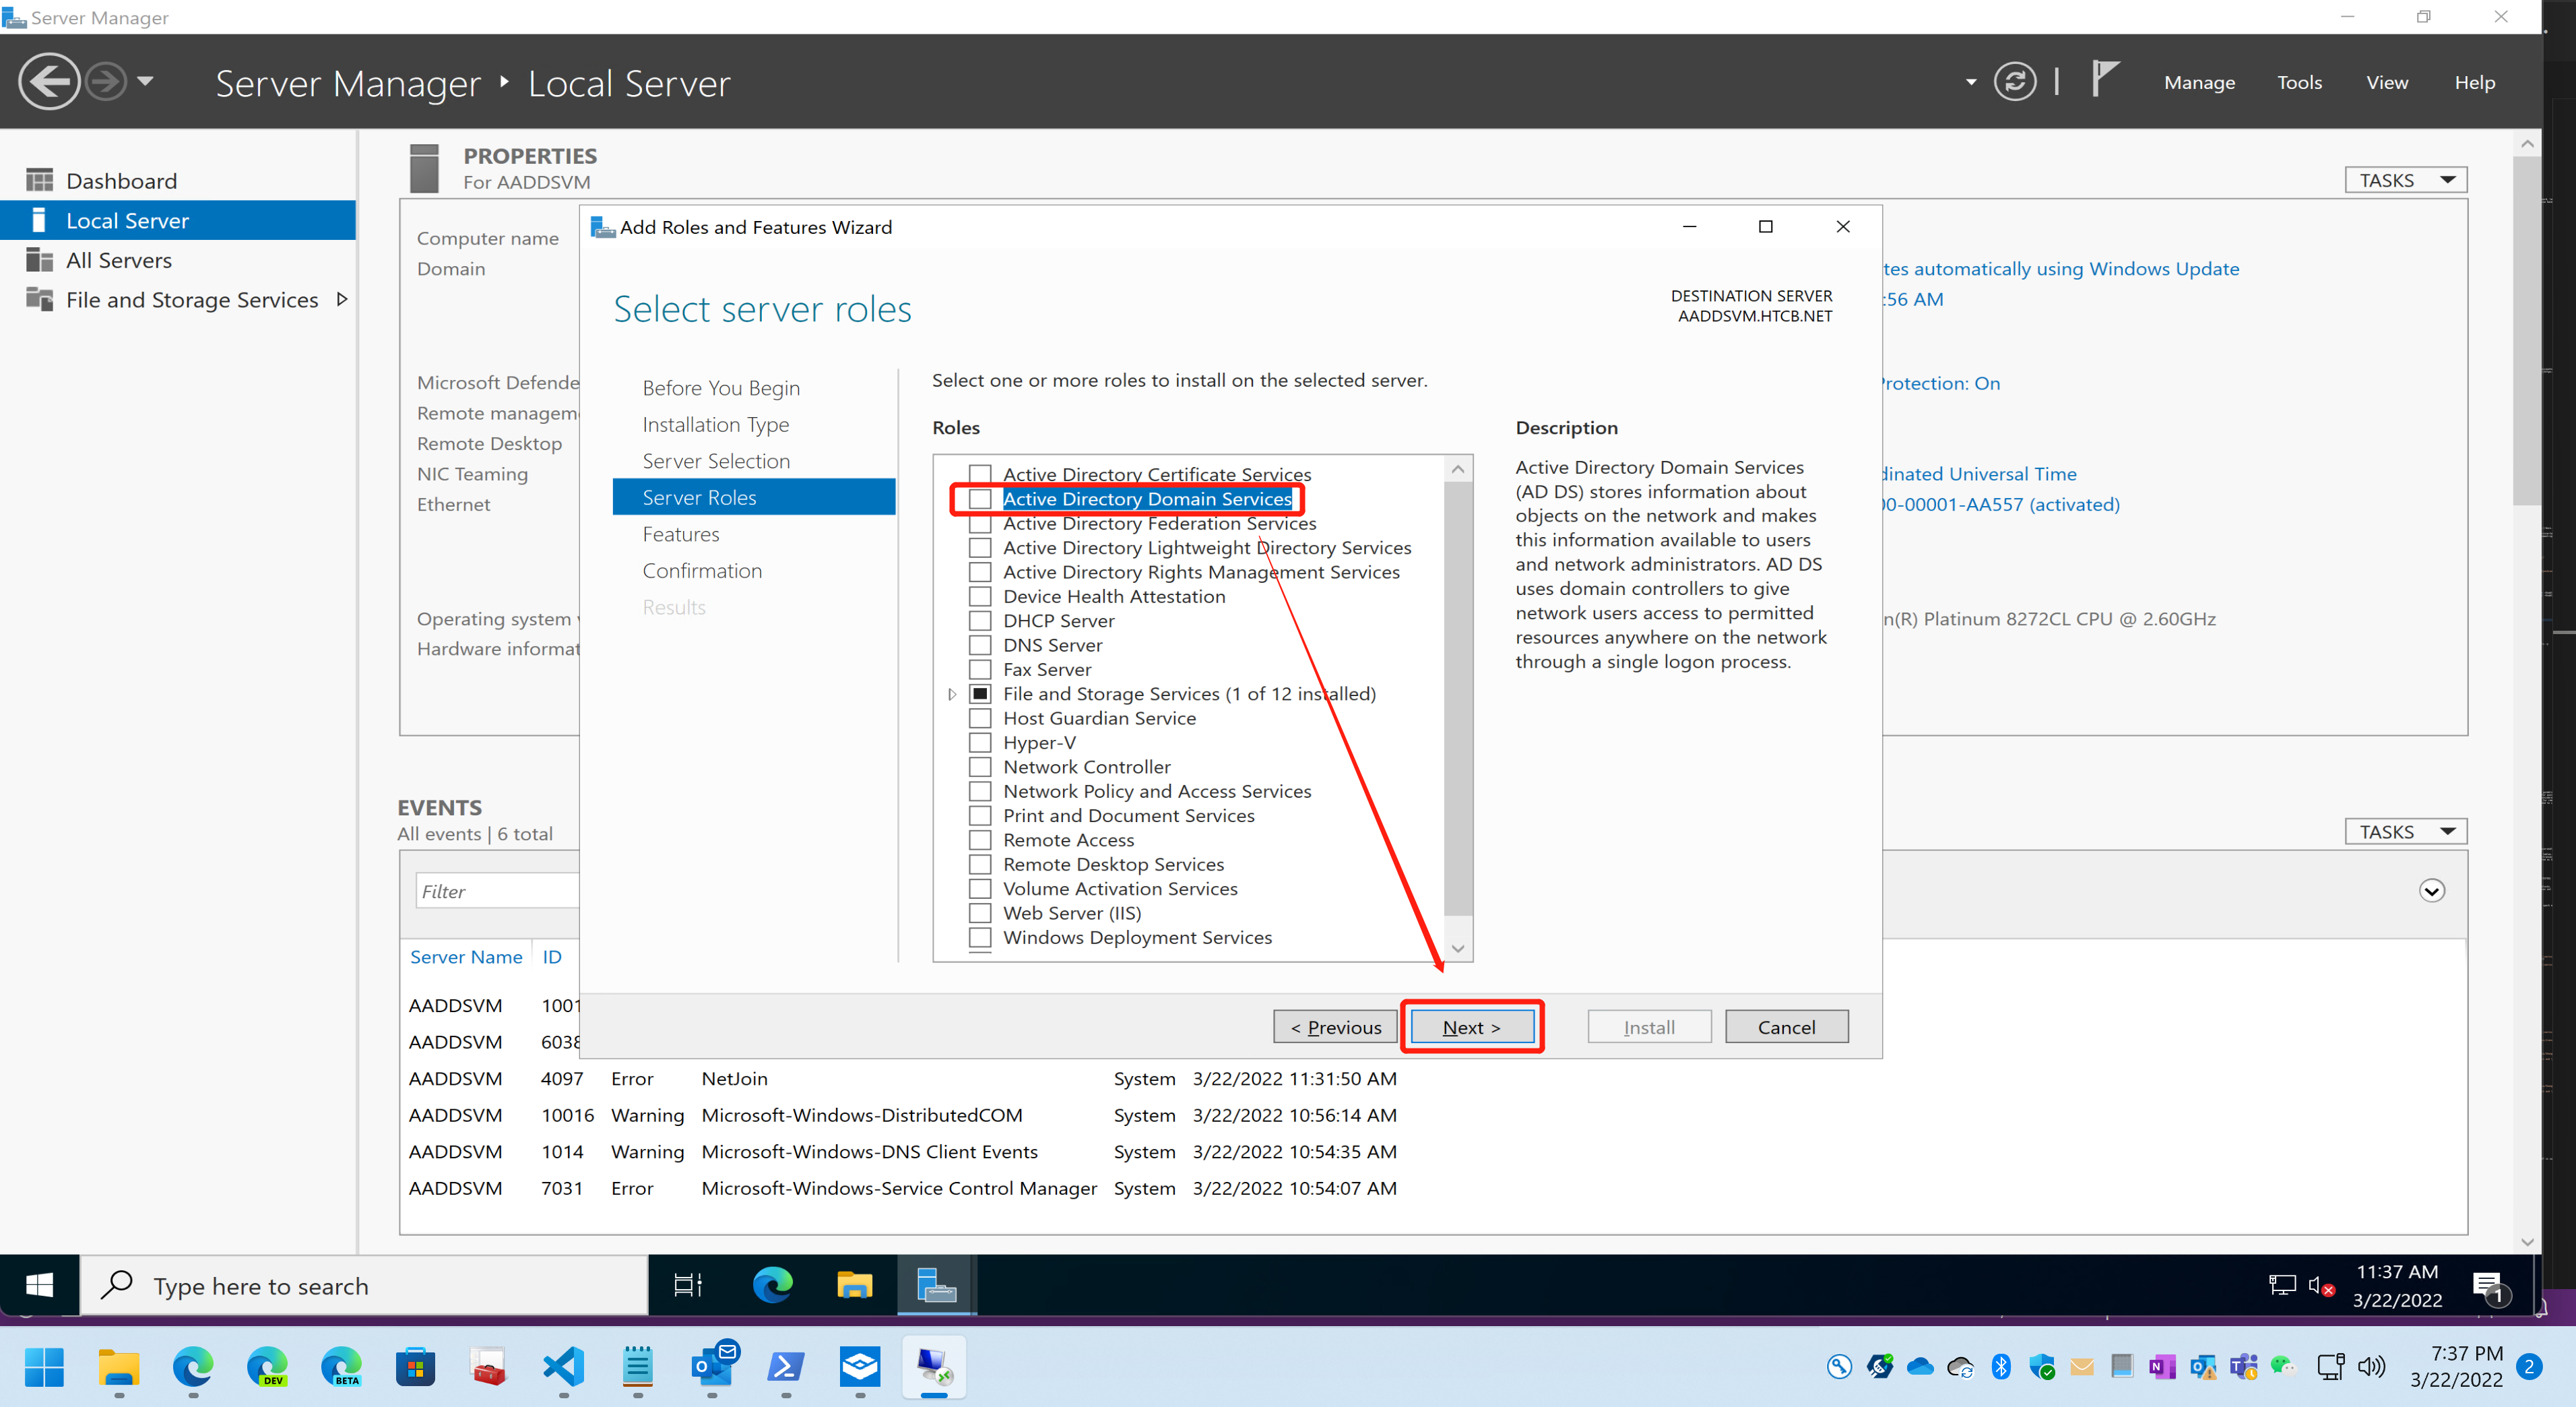 Server Manager
Server Manager ‣ Local Server
Manage Tools View Help
Dashboard
Local Server
All Servers
File and Storage Services
PROPERTIES
For AADDSVM
TASKS
Computer name
Domain
Microsoft Defende
Remote managem
Remote Desktop
NIC Teaming
Ethernet
Operating system v
Hardware informat
tes automatically using Windows Update
:56 AM
Protection: On
dinated Universal Time
00-00001-AA557 (activated)
n(R) Platinum 8272CL CPU @ 2.60GHz
Add Roles and Features Wizard
Select server roles
DESTINATION SERVER
AADDSVM.HTCB.NET
Before You Begin
Installation Type
Server Selection
Server Roles
Features
Confirmation
Results
Select one or more roles to install on the selected server.
Roles
Active Directory Certificate Services
Active Directory Domain Services
Active Directory Federation Services
Active Directory Lightweight Directory Services
Active Directory Rights Management Services
Device Health Attestation
DHCP Server
DNS Server
Fax Server
File and Storage Services (1 of 12 installed)
Host Guardian Service
Hyper-V
Network Controller
Network Policy and Access Services
Print and Document Services
Remote Access
Remote Desktop Services
Volume Activation Services
Web Server (IIS)
Windows Deployment Services
Description
Active Directory Domain Services
(AD DS) stores information about
objects on the network and makes
this information available to users
and network administrators. AD DS
uses domain controllers to give
network users access to permitted
resources anywhere on the network
through a single logon process.
< Previous
Next >
Install
Cancel
EVENTS
All events | 6 total
TASKS
Filter
Server Name ID
AADDSVM 1001
AADDSVM 6038
AADDSVM 4097 Error NetJoin System 3/22/2022 11:31:50 AM
AADDSVM 10016 Warning Microsoft-Windows-DistributedCOM System 3/22/2022 10:56:14 AM
AADDSVM 1014 Warning Microsoft-Windows-DNS Client Events System 3/22/2022 10:54:35 AM
AADDSVM 7031 Error Microsoft-Windows-Service Control Manager System 3/22/2022 10:54:07 AM
Type here to search
11:37 AM
3/22/2022
1
DEV
BETA
7:37 PM
3/22/2022
2